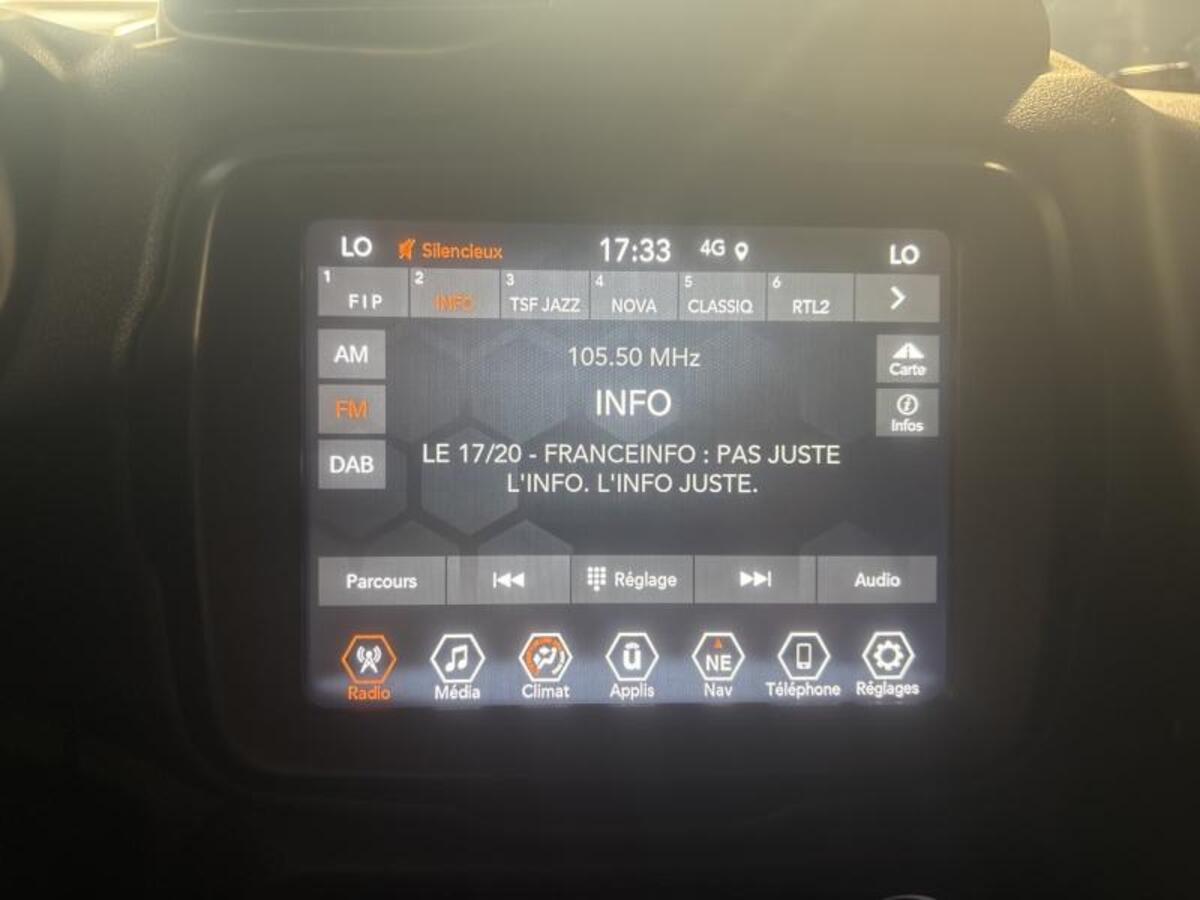 LO Silencieux 17:33 4G LO
1 FIP 2 INFO 3 TSF JAZZ 4 NOVA 5 CLASSIQ 6 RTL2
AM 105.50 MHz Carte
INFO
FM Infos
LE 17/20 - FRANCEINFO : PAS JUSTE
DAB L'INFO. L'INFO JUSTE.
Parcours Réglage Audio
ü NE
Radio Média Climat Applis Nav Téléphone Réglages